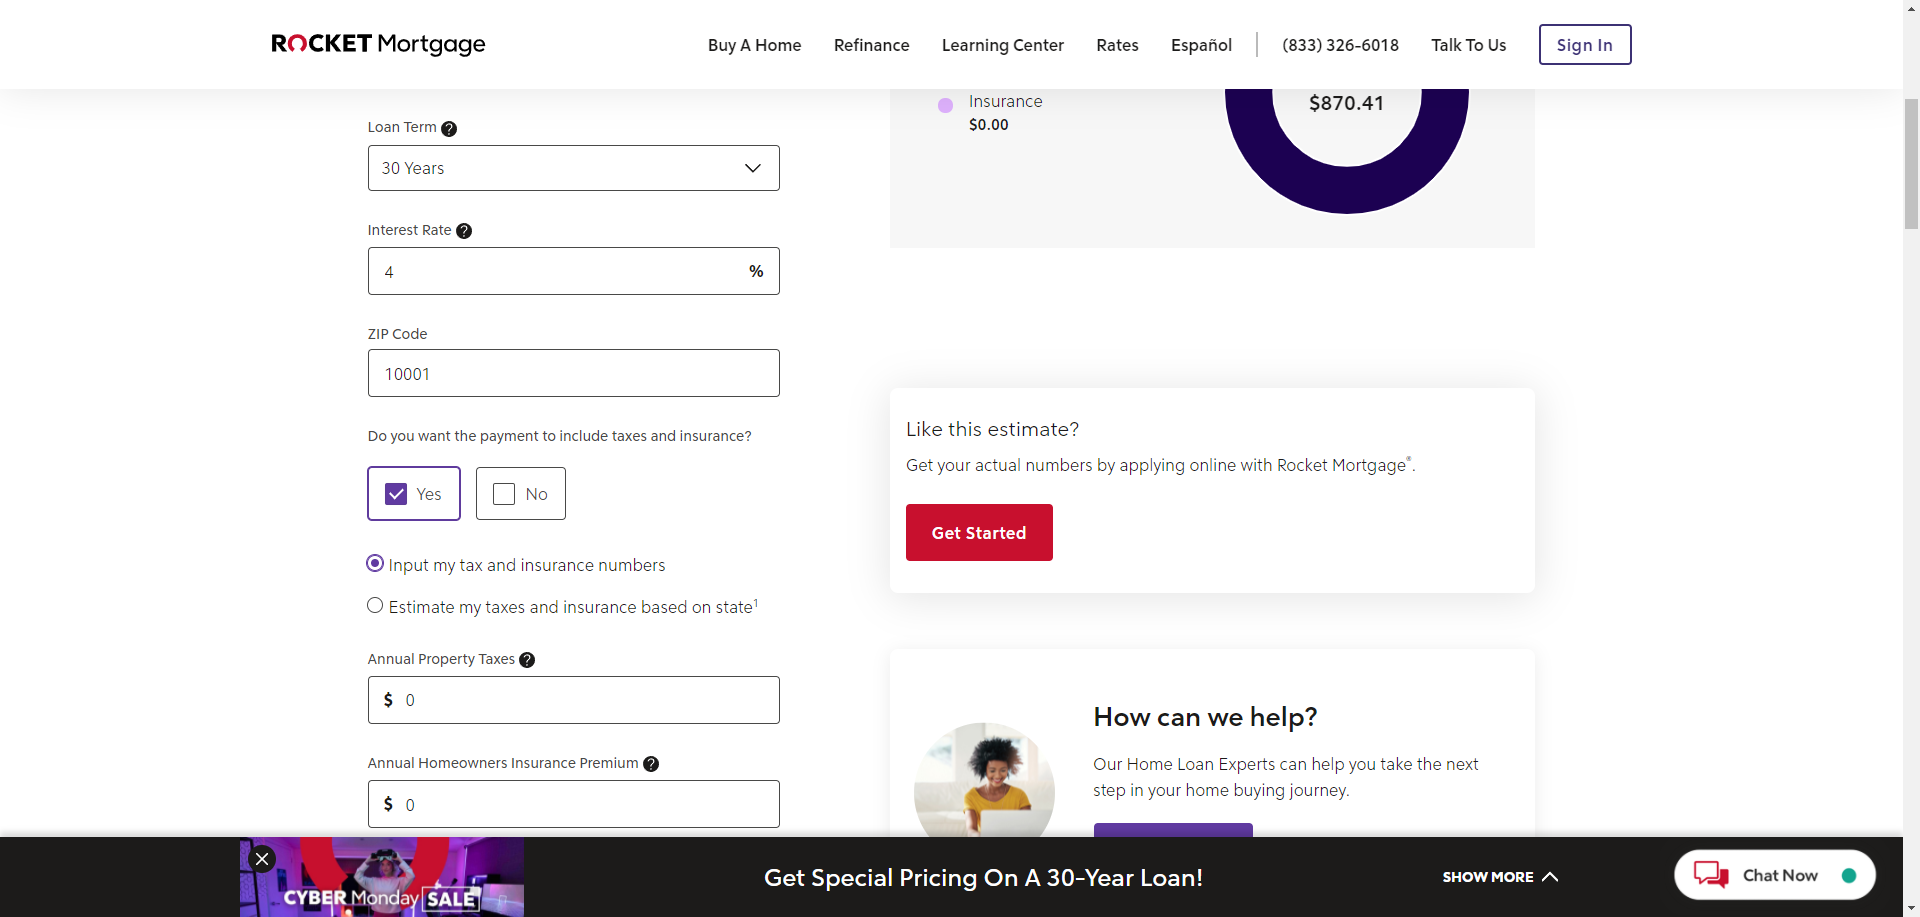 ROCKET Mortgage
Buy A Home
Refinance
Learning Center
Rates
Español
(833) 326-6018
Talk To Us
Sign In
Insurance
$0.00
$870.41
Loan Term ?
30 Years
Interest Rate ?
4 %
ZIP Code
10001
Do you want the payment to include taxes and insurance?
Yes
No
Input my tax and insurance numbers
Estimate my taxes and insurance based on state¹
Annual Property Taxes ?
$ 0
Annual Homeowners Insurance Premium ?
$ 0
Like this estimate?
Get your actual numbers by applying online with Rocket Mortgage®.
Get Started
How can we help?
Our Home Loan Experts can help you take the next
step in your home buying journey.
CYBER Monday SALE
Get Special Pricing On A 30-Year Loan!
SHOW MORE
Chat Now